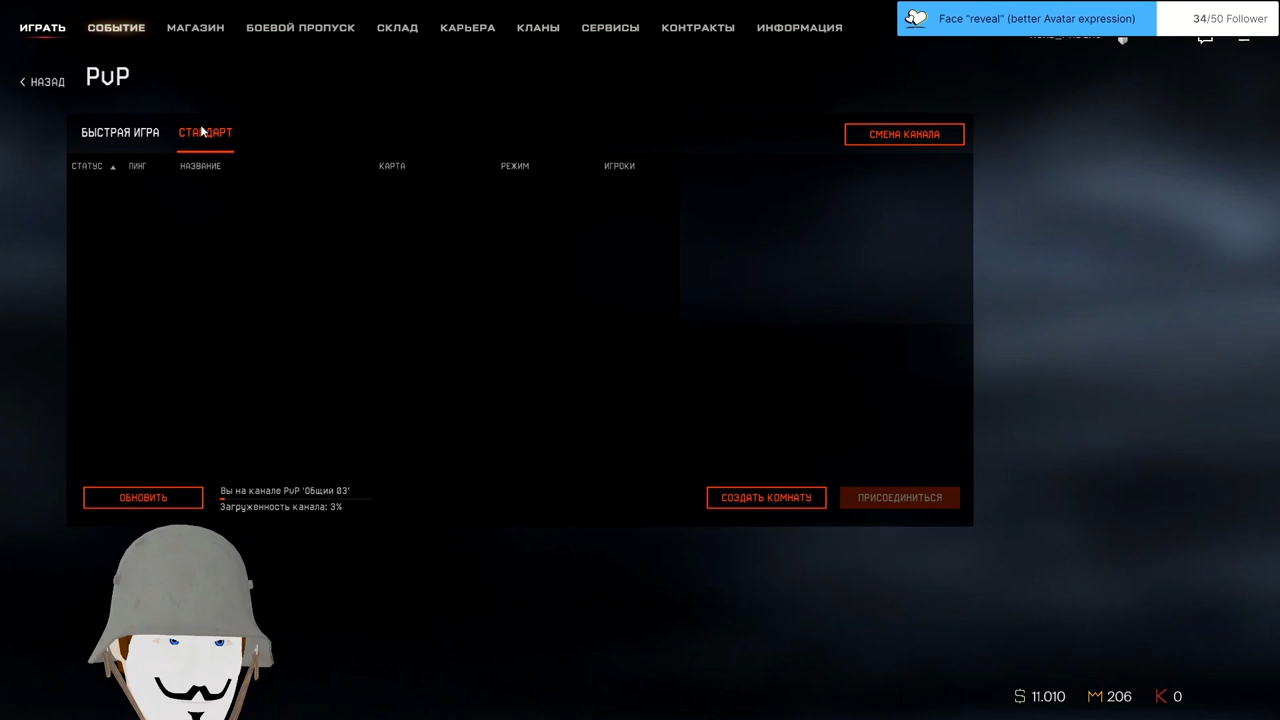 ИГРАТЬ СОБЫТИЕ МАГАЗИН БОЕВОЙ ПРОПУСК СКЛАД КАРЬЕРА КЛАНЫ СЕРВИСЫ КОНТРАКТЫ ИНФОРМАЦИЯ
Face "reveal" (better Avatar expression) 34/50 Follower
НАЗАД PvP
БЫСТРАЯ ИГРА СТАНДАРТ СМЕНА КАНАЛА
СТАТУС ПИНГ НАЗВАНИЕ КАРТА РЕЖИМ ИГРОКИ
ОБНОВИТЬ
Вы на канале PvP 'Общий 03'
Загруженность канала: 3%
СОЗДАТЬ КОМНАТУ ПРИСОЕДИНИТЬСЯ
11.010 206 0